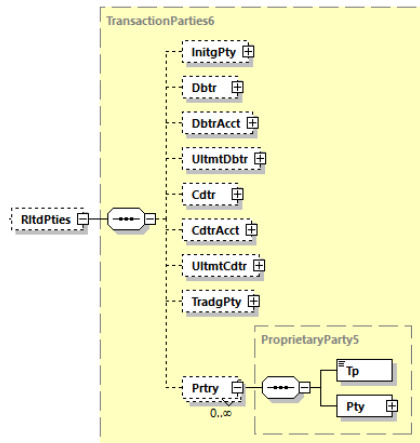 TransactionParties6
InitgPty
Dbtr
DbtrAcct
UltmtDbtr
Cdtr
RltdPties
CdtrAcct
UltmtCdtr
TradgPty
ProprietaryParty5
Tp
Prtry
0..∞
Pty